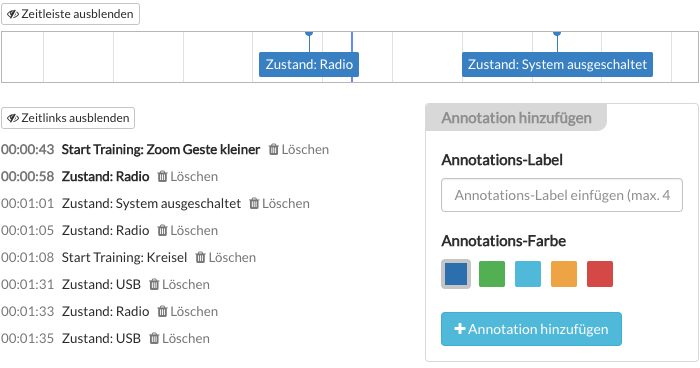 Zeitleiste ausblenden
Zustand: Radio
Zustand: System ausgeschaltet
Zeitlinks ausblenden
00:00:43 Start Training: Zoom Geste kleiner Löschen
00:00:58 Zustand: Radio Löschen
00:01:01 Zustand: System ausgeschaltet Löschen
00:01:05 Zustand: Radio Löschen
00:01:08 Start Training: Kreisel Löschen
00:01:31 Zustand: USB Löschen
00:01:33 Zustand: Radio Löschen
00:01:35 Zustand: USB Löschen
Annotation hinzufügen
Annotations-Label
Annotations-Label einfügen (max. 4
Annotations-Farbe
Annotation hinzufügen